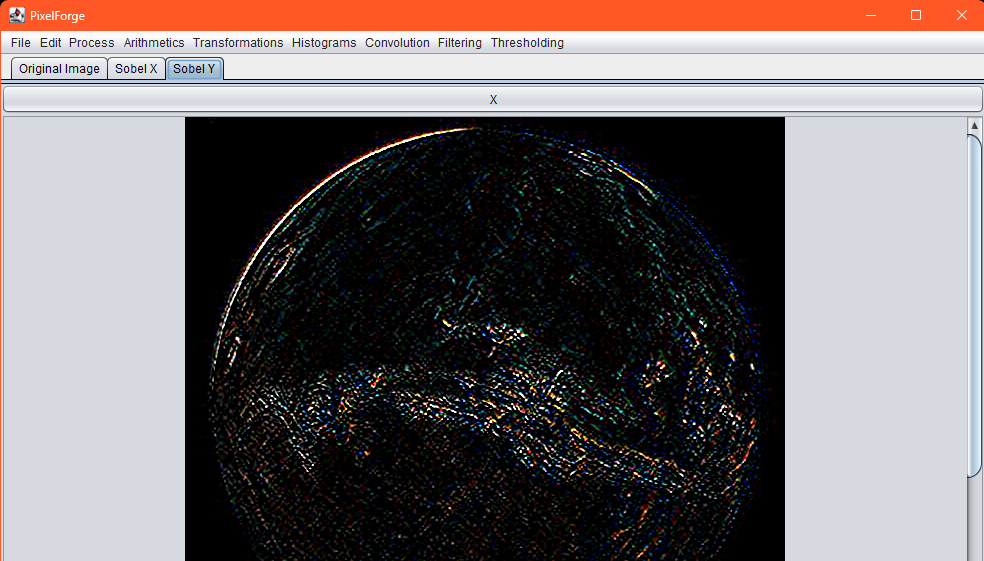 PixelForge
File Edit Process Arithmetics Transformations Histograms Convolution Filtering Thresholding
Original Image Sobel X Sobel Y
X